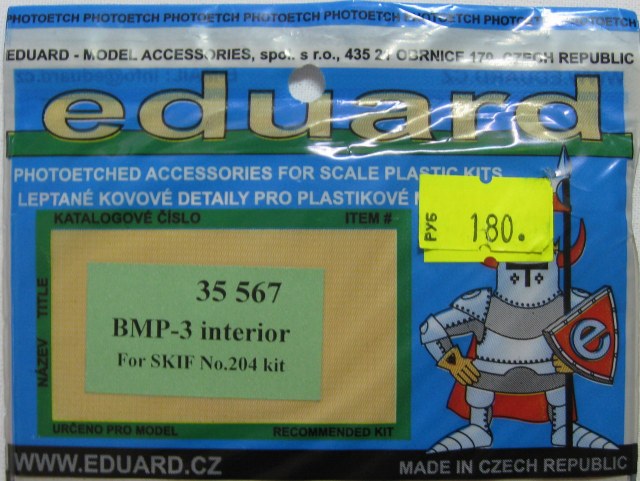 PHOTOETCH PHOTOETCH PHOTOETCH PHOTOETCH PHOTOETCH PHOTOETCH PHOTOETCH
EDUARD - MODEL ACCESSORIES, spol. s r.o., 435 21 OBRNICE 170, CZECH REPUBLIC
eduard
PHOTOETCHED ACCESSORIES FOR SCALE PLASTIC KITS
LEPTANÉ KOVOVÉ DETAILY PRO PLASTIKOVÉ
KATALOGOVÉ ČÍSLO ITEM #
РУБ 180.
NÁZEV TITLE
35 567
BMP-3 interior
For SKIF No.204 kit
e
URČENO PRO MODEL RECOMMENDED KIT
WWW.EDUARD.CZ
MADE IN CZECH REPUBLIC